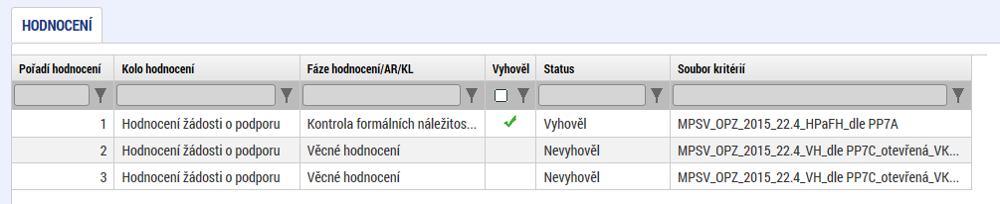 HODNOCENÍ
Pořadí hodnocení Kolo hodnocení Fáze hodnocení/AR/KL Vyhověl Status Soubor kritérií
1 Hodnocení žádosti o podporu Kontrola formálních náležitos... Vyhověl MPSV_OPZ_2015_22.4_HPaFH_dle PP7A
2 Hodnocení žádosti o podporu Věcné hodnocení Nevyhověl MPSV_OPZ_2015_22.4_VH_dle PP7C_otevřená_VK...
3 Hodnocení žádosti o podporu Věcné hodnocení Nevyhověl MPSV_OPZ_2015_22.4_VH_dle PP7C_otevřená_VK...